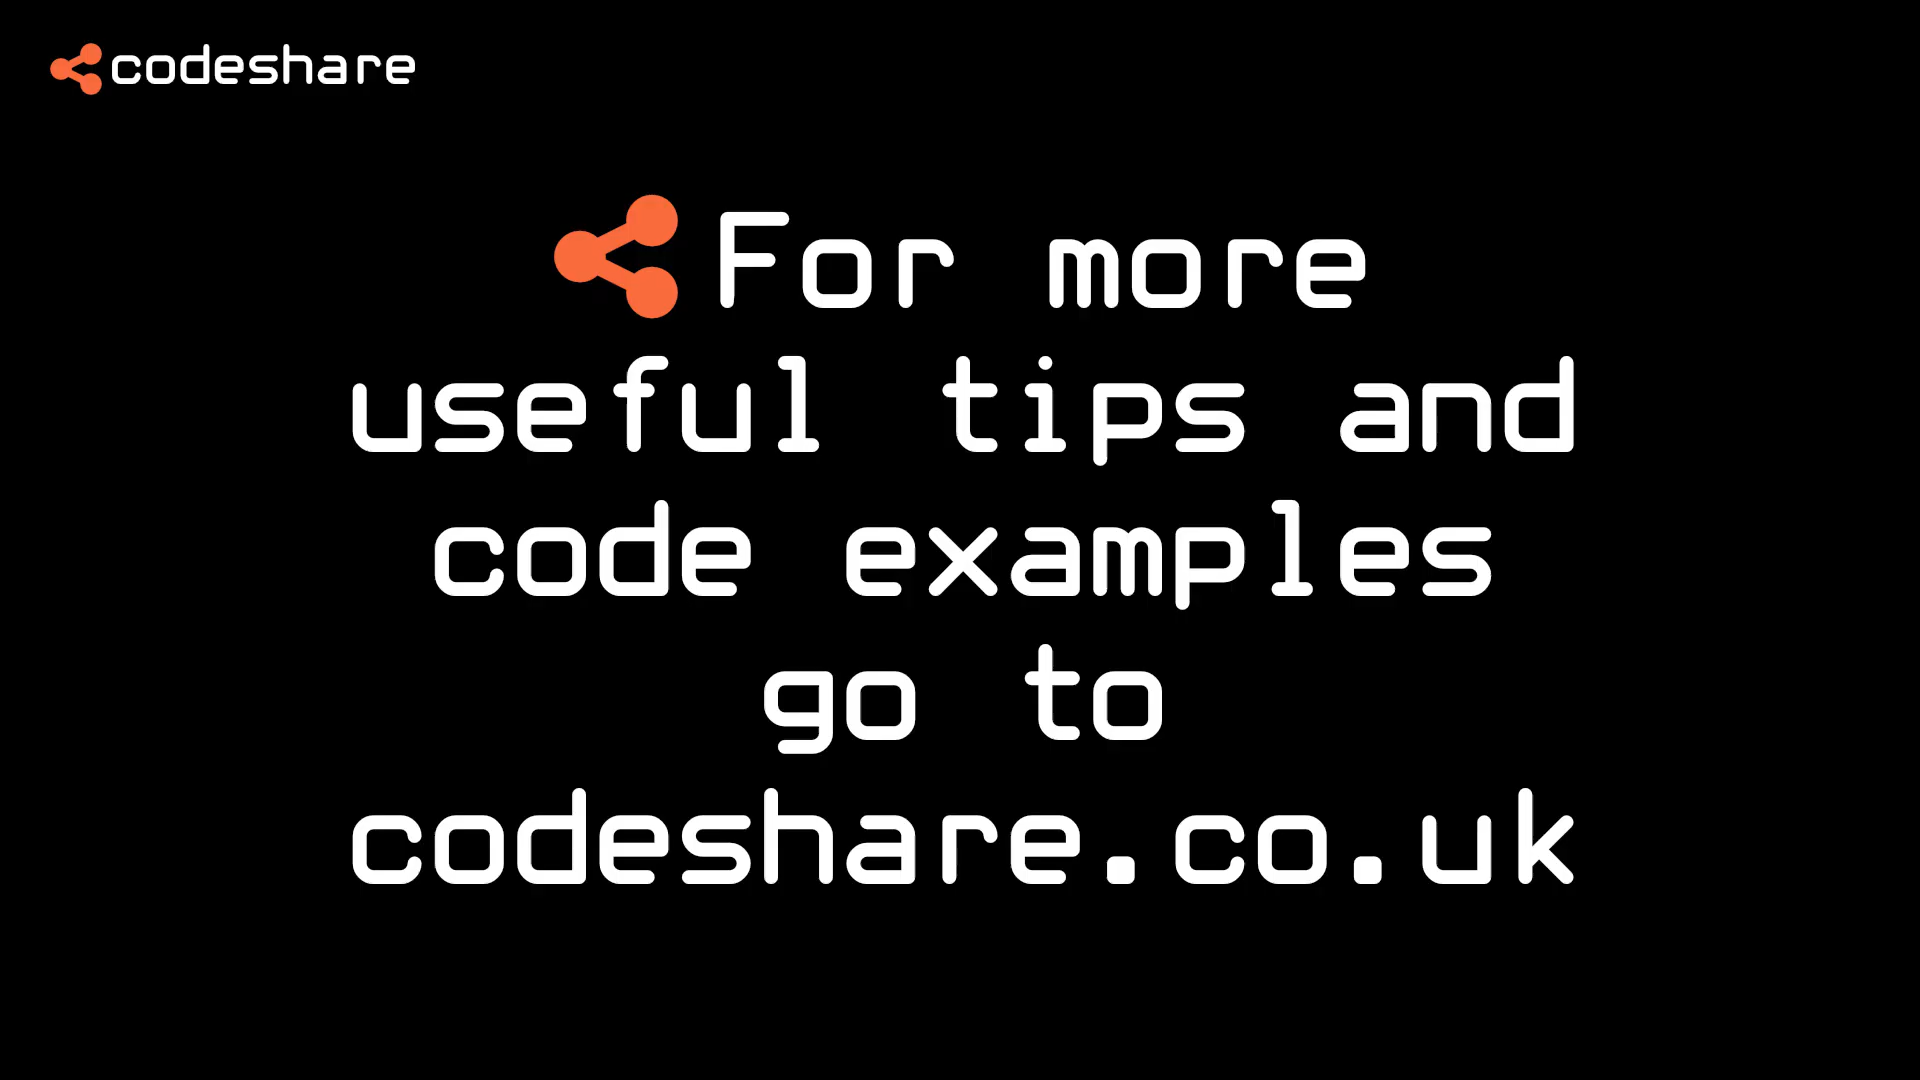 codeshare
For more
useful tips and
code examples
go to
codeshare.co.uk